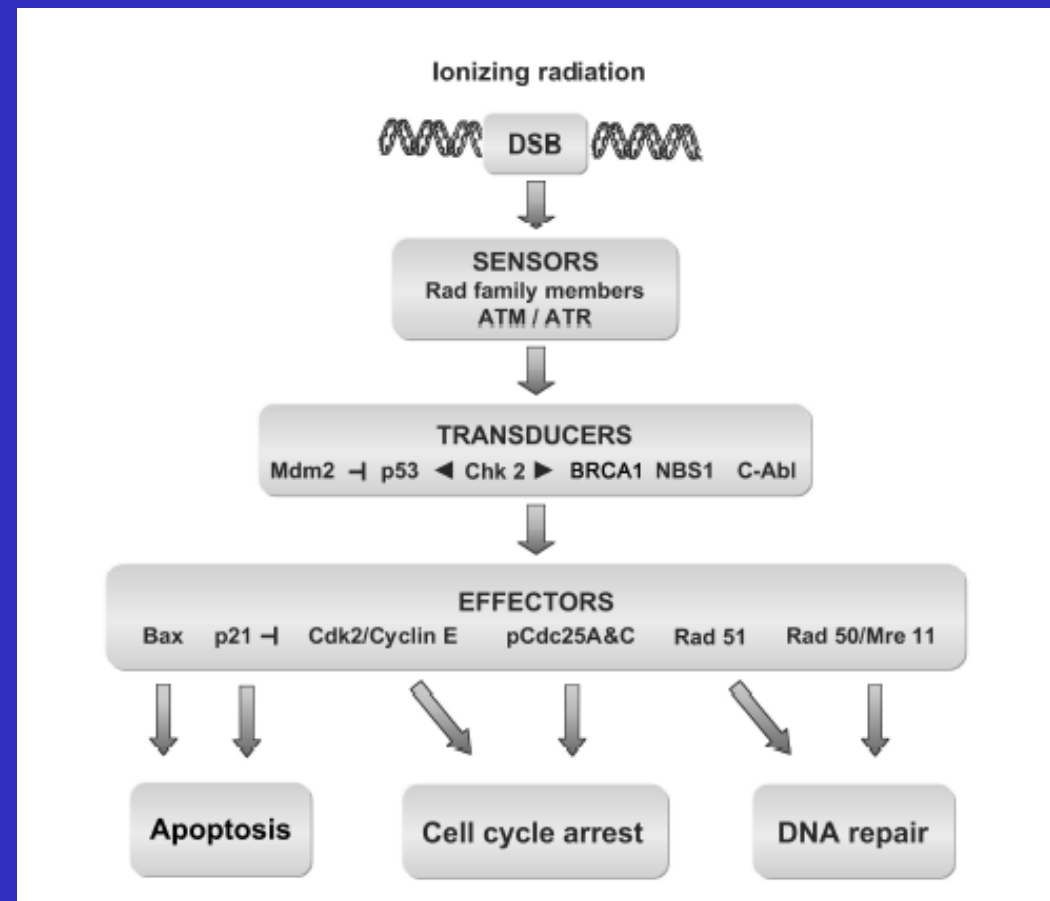 Ionizing radiation
DSB
SENSORS
Rad family members
ATM / ATR
TRANSDUCERS
Mdm2 ⊣ p53 ◄ Chk 2 ► BRCA1 NBS1 C-Abl
EFFECTORS
Bax p21 ⊣ Cdk2/Cyclin E pCdc25A&C Rad 51 Rad 50/Mre 11
Apoptosis Cell cycle arrest DNA repair